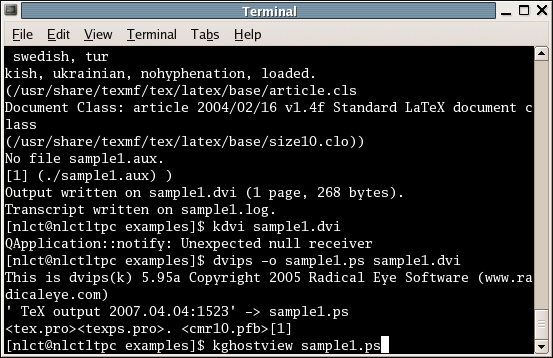 Terminal
File Edit View Terminal Tabs Help
swedish, tur
kish, ukrainian, nohyphenation, loaded.
(/usr/share/texmf/tex/latex/base/article.cls
Document Class: article 2004/02/16 v1.4f Standard LaTeX document c
lass
(/usr/share/texmf/tex/latex/base/size10.clo))
No file sample1.aux.
[1] (./sample1.aux) )
Output written on sample1.dvi (1 page, 268 bytes).
Transcript written on sample1.log.
[nlct@nlctltpc examples]$ kdvi sample1.dvi
QApplication::notify: Unexpected null receiver
[nlct@nlctltpc examples]$ dvips -o sample1.ps sample1.dvi
This is dvips(k) 5.95a Copyright 2005 Radical Eye Software (www.ra
dicaleye.com)
' TeX output 2007.04.04:1523' -> sample1.ps
<tex.pro><texps.pro>. <cmr10.pfb>[1]
[nlct@nlctltpc examples]$ kghostview sample1.ps